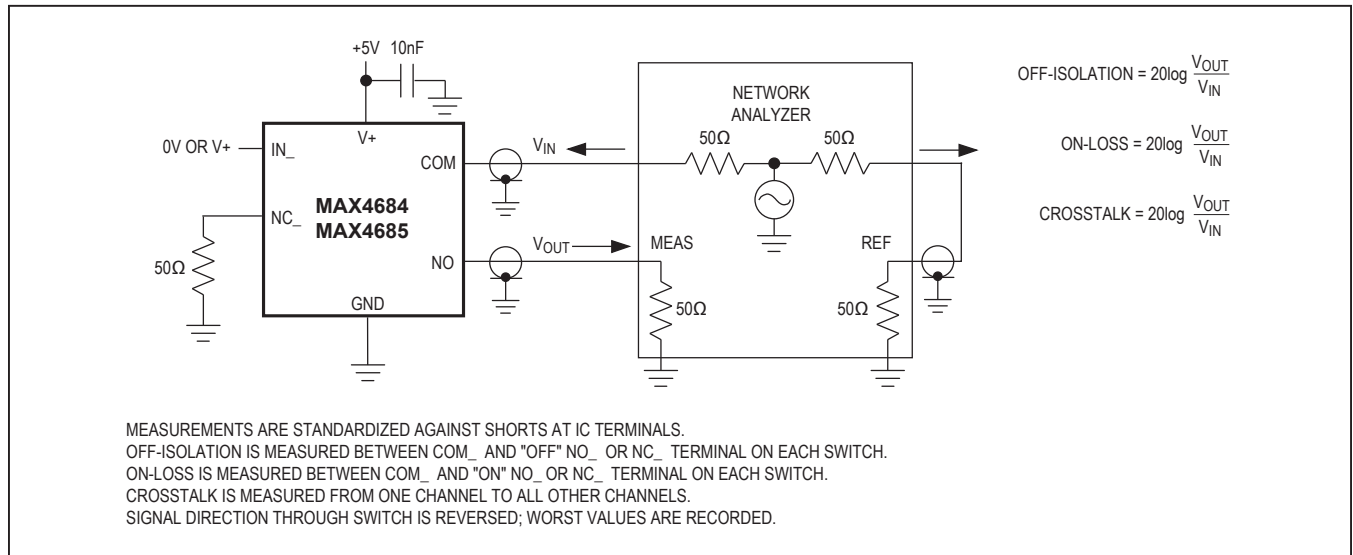 +5V 10nF
V+
0V OR V+
IN_
COM
MAX4684
MAX4685
NC_
NO
GND
50Ω
VIN
VOUT
NETWORK
ANALYZER
50Ω
50Ω
MEAS
REF
50Ω
50Ω
OFF-ISOLATION = 20log VOUT/VIN
ON-LOSS = 20log VOUT/VIN
CROSSTALK = 20log VOUT/VIN
MEASUREMENTS ARE STANDARDIZED AGAINST SHORTS AT IC TERMINALS.
OFF-ISOLATION IS MEASURED BETWEEN COM_ AND "OFF" NO_ OR NC_ TERMINAL ON EACH SWITCH.
ON-LOSS IS MEASURED BETWEEN COM_ AND "ON" NO_ OR NC_ TERMINAL ON EACH SWITCH.
CROSSTALK IS MEASURED FROM ONE CHANNEL TO ALL OTHER CHANNELS.
SIGNAL DIRECTION THROUGH SWITCH IS REVERSED; WORST VALUES ARE RECORDED.